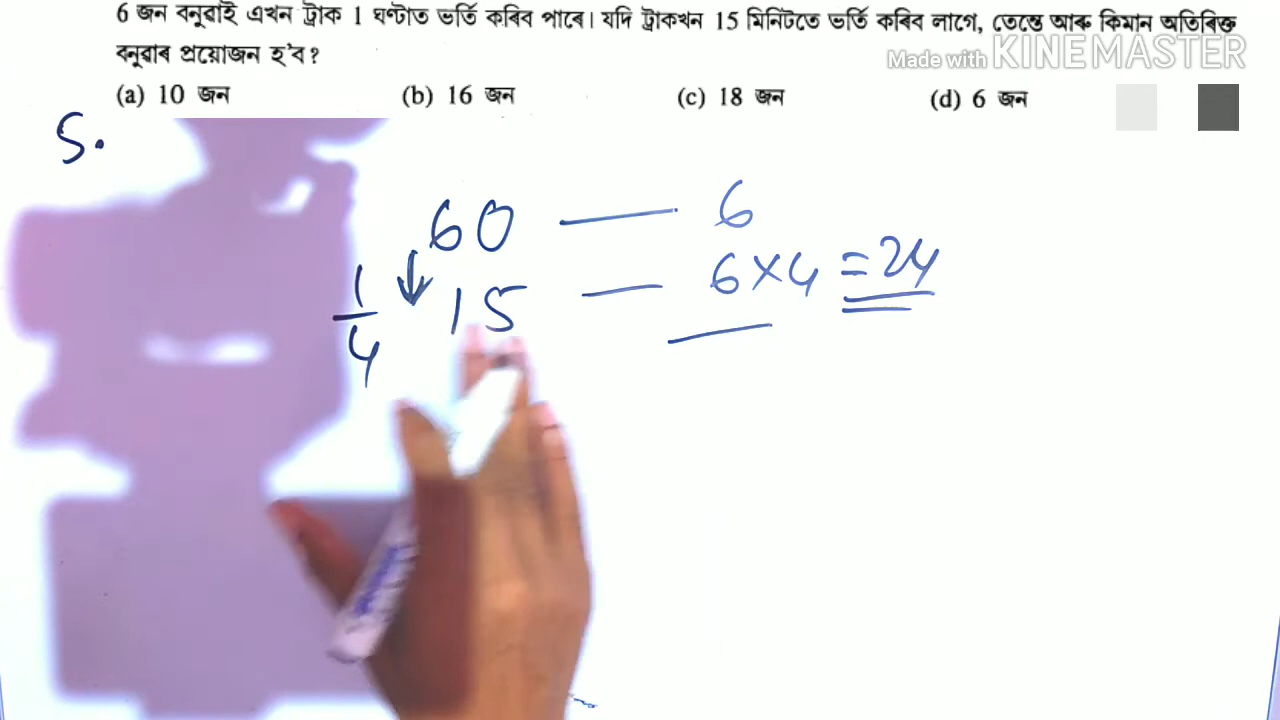 6 জন বনুৱাই এখন ট্ৰাক 1 ঘণ্টাত ভৰ্তি কৰিব পাৰে। যদি ট্ৰাকখন 15 মিনিটতে ভৰ্তি কৰিব লাগে, তেন্তে আৰু কিমান অতিৰিক্ত
বনুৱাৰ প্ৰয়োজন হ'ব?
Made with KINEMASTER
(a) 10 জন (b) 16 জন (c) 18 জন (d) 6 জন
5.
60 — 6
1/4 ↓ 15 — 6×4 = 24